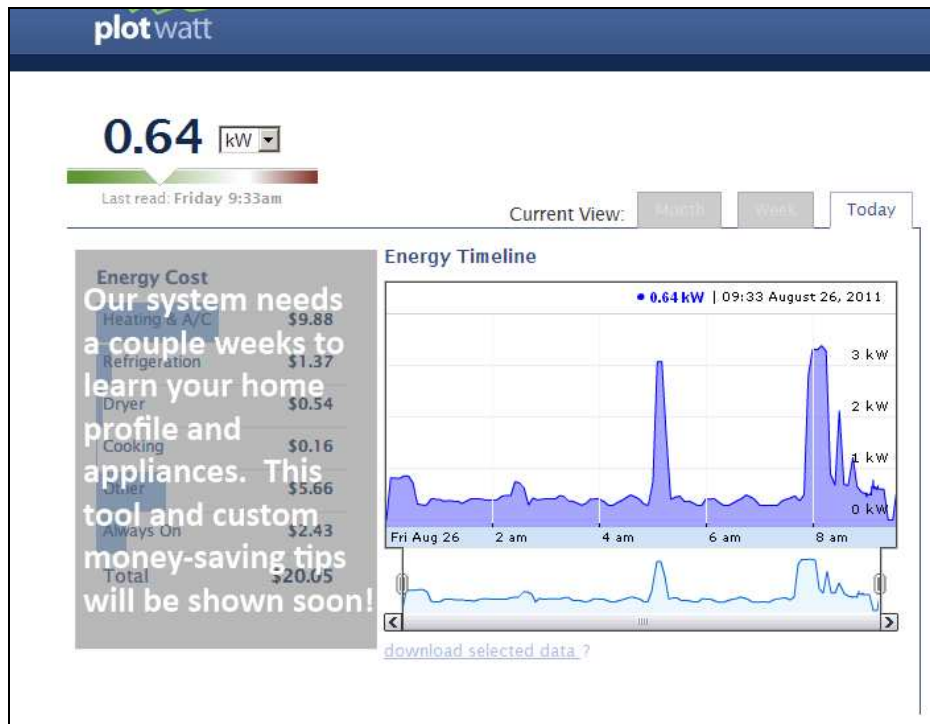 plotwatt
0.64 kW
Last read: Friday 9:33am
Current View: Month Week Today
Energy Cost
Heating & A/C $9.88
Refrigeration $1.37
Dryer $0.54
Cooking $0.16
Other $5.66
Always On $2.43
Total $20.05
Our system needs
a couple weeks to
learn your home
profile and
appliances. This
tool and custom
money-saving tips
will be shown soon!
Energy Timeline
0.64 kW | 09:33 August 26, 2011
3 kW
2 kW
1 kW
0 kW
Fri Aug 26 2 am 4 am 6 am 8 am
download selected data ?